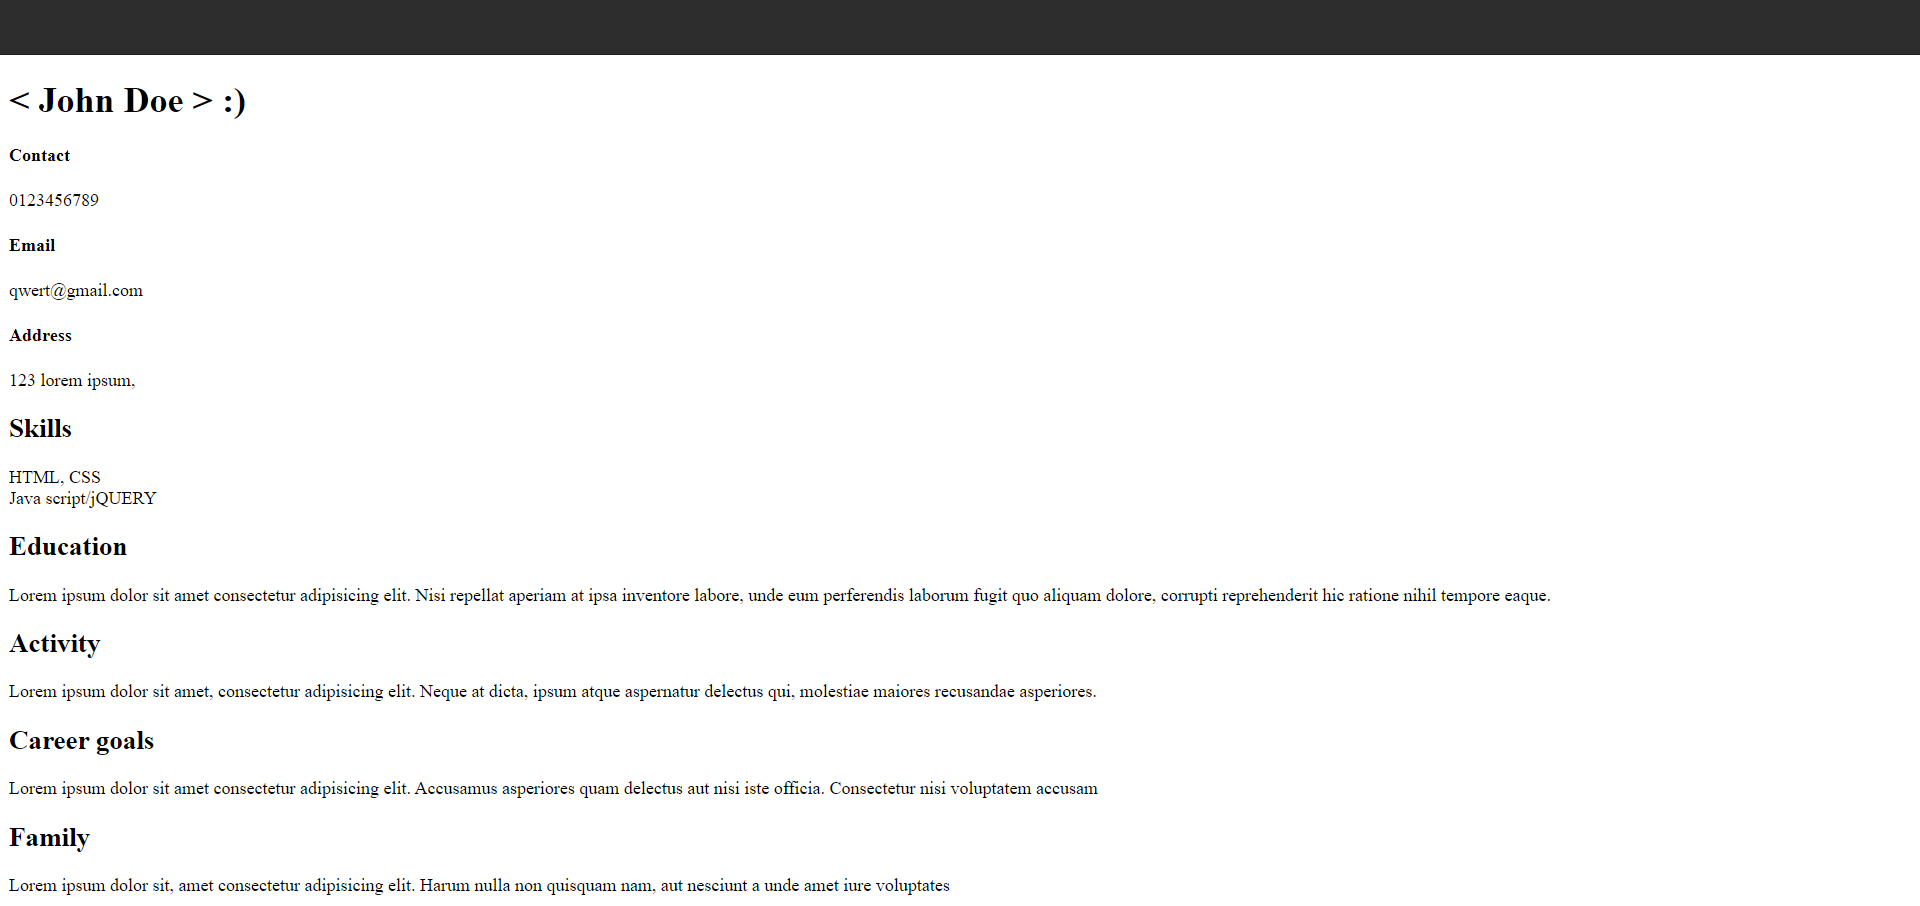 < John Doe > :)
Contact
0123456789
Email
qwert@gmail.com
Address
123 lorem ipsum,
Skills
HTML, CSS
Java script/jQUERY
Education
Lorem ipsum dolor sit amet consectetur adipisicing elit. Nisi repellat aperiam at ipsa inventore labore, unde eum perferendis laborum fugit quo aliquam dolore, corrupti reprehenderit hic ratione nihil tempore eaque.
Activity
Lorem ipsum dolor sit amet, consectetur adipisicing elit. Neque at dicta, ipsum atque aspernatur delectus qui, molestiae maiores recusandae asperiores.
Career goals
Lorem ipsum dolor sit amet consectetur adipisicing elit. Accusamus asperiores quam delectus aut nisi iste officia. Consectetur nisi voluptatem accusam
Family
Lorem ipsum dolor sit, amet consectetur adipisicing elit. Harum nulla non quisquam nam, aut nesciunt a unde amet iure voluptates